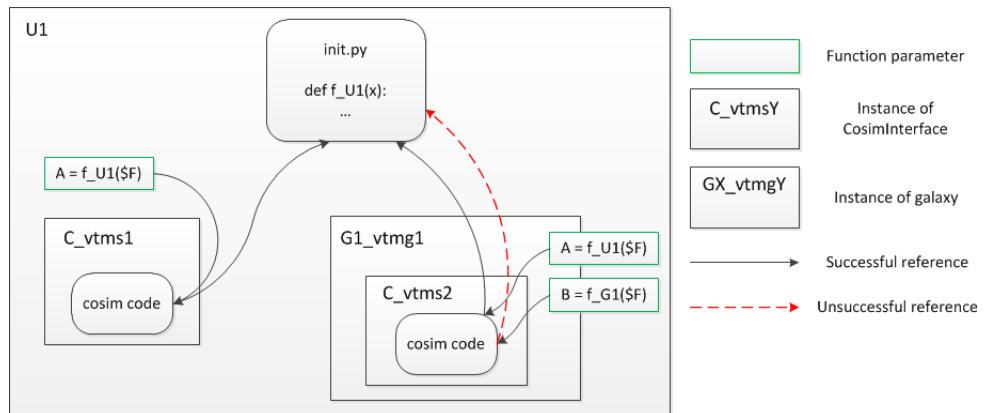 U1
init.py
def f_U1(x):
...
A = f_U1($F)
C_vtms1
cosim code
G1_vtmg1
A = f_U1($F)
B = f_G1($F)
C_vtms2
cosim code
Function parameter
C_vtmsY
Instance of
CosimInterface
GX_vtmgY
Instance of galaxy
Successful reference
Unsuccessful reference